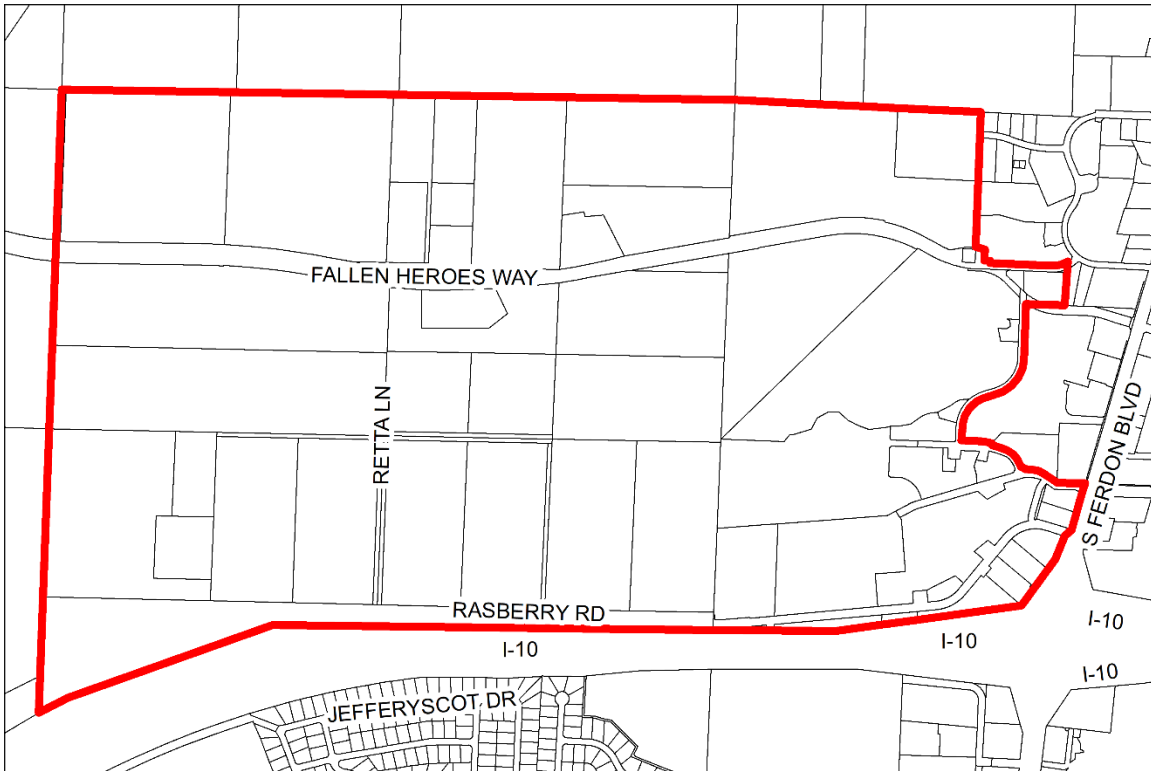 FALLEN HEROES WAY
RETTA LN
S FERDON BLVD
RASBERRY RD
I-10
I-10
I-10
I-10
JEFFERYSCOT DR